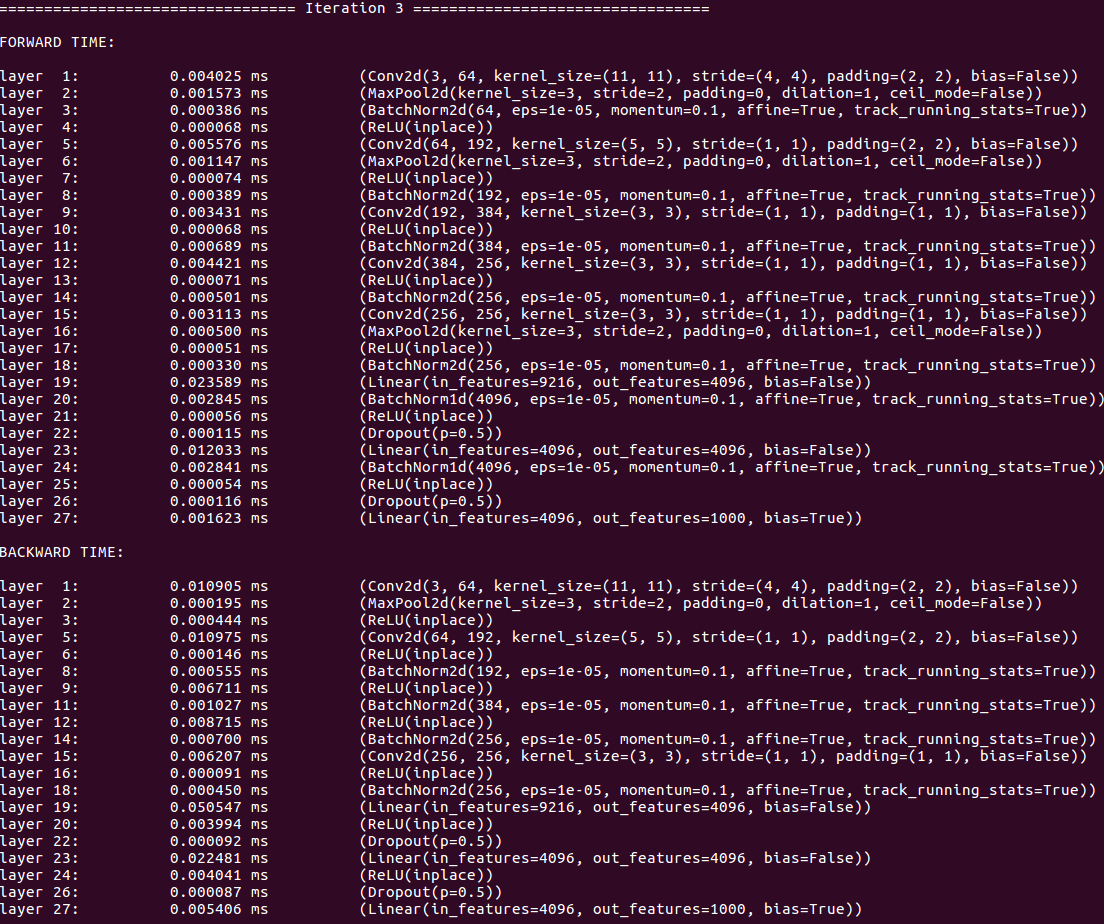 ================================= Iteration 3 =================================
FORWARD TIME:
layer  1:          0.004025 ms          (Conv2d(3, 64, kernel_size=(11, 11), stride=(4, 4), padding=(2, 2), bias=False))
layer  2:          0.001573 ms          (MaxPool2d(kernel_size=3, stride=2, padding=0, dilation=1, ceil_mode=False))
layer  3:          0.000386 ms          (BatchNorm2d(64, eps=1e-05, momentum=0.1, affine=True, track_running_stats=True))
layer  4:          0.000068 ms          (ReLU(inplace))
layer  5:          0.005576 ms          (Conv2d(64, 192, kernel_size=(5, 5), stride=(1, 1), padding=(2, 2), bias=False))
layer  6:          0.001147 ms          (MaxPool2d(kernel_size=3, stride=2, padding=0, dilation=1, ceil_mode=False))
layer  7:          0.000074 ms          (ReLU(inplace))
layer  8:          0.000389 ms          (BatchNorm2d(192, eps=1e-05, momentum=0.1, affine=True, track_running_stats=True))
layer  9:          0.003431 ms          (Conv2d(192, 384, kernel_size=(3, 3), stride=(1, 1), padding=(1, 1), bias=False))
layer 10:          0.000068 ms          (ReLU(inplace))
layer 11:          0.000689 ms          (BatchNorm2d(384, eps=1e-05, momentum=0.1, affine=True, track_running_stats=True))
layer 12:          0.004421 ms          (Conv2d(384, 256, kernel_size=(3, 3), stride=(1, 1), padding=(1, 1), bias=False))
layer 13:          0.000071 ms          (ReLU(inplace))
layer 14:          0.000501 ms          (BatchNorm2d(256, eps=1e-05, momentum=0.1, affine=True, track_running_stats=True))
layer 15:          0.003113 ms          (Conv2d(256, 256, kernel_size=(3, 3), stride=(1, 1), padding=(1, 1), bias=False))
layer 16:          0.000500 ms          (MaxPool2d(kernel_size=3, stride=2, padding=0, dilation=1, ceil_mode=False))
layer 17:          0.000051 ms          (ReLU(inplace))
layer 18:          0.000330 ms          (BatchNorm2d(256, eps=1e-05, momentum=0.1, affine=True, track_running_stats=True))
layer 19:          0.023589 ms          (Linear(in_features=9216, out_features=4096, bias=False))
layer 20:          0.002845 ms          (BatchNorm1d(4096, eps=1e-05, momentum=0.1, affine=True, track_running_stats=True))
layer 21:          0.000056 ms          (ReLU(inplace))
layer 22:          0.000115 ms          (Dropout(p=0.5))
layer 23:          0.012033 ms          (Linear(in_features=4096, out_features=4096, bias=False))
layer 24:          0.002841 ms          (BatchNorm1d(4096, eps=1e-05, momentum=0.1, affine=True, track_running_stats=True))
layer 25:          0.000054 ms          (ReLU(inplace))
layer 26:          0.000116 ms          (Dropout(p=0.5))
layer 27:          0.001623 ms          (Linear(in_features=4096, out_features=1000, bias=True))
BACKWARD TIME:
layer  1:          0.010905 ms          (Conv2d(3, 64, kernel_size=(11, 11), stride=(4, 4), padding=(2, 2), bias=False))
layer  2:          0.000195 ms          (MaxPool2d(kernel_size=3, stride=2, padding=0, dilation=1, ceil_mode=False))
layer  3:          0.000444 ms          (ReLU(inplace))
layer  5:          0.010975 ms          (Conv2d(64, 192, kernel_size=(5, 5), stride=(1, 1), padding=(2, 2), bias=False))
layer  6:          0.000146 ms          (ReLU(inplace))
layer  8:          0.000555 ms          (BatchNorm2d(192, eps=1e-05, momentum=0.1, affine=True, track_running_stats=True))
layer  9:          0.006711 ms          (ReLU(inplace))
layer 11:          0.001027 ms          (BatchNorm2d(384, eps=1e-05, momentum=0.1, affine=True, track_running_stats=True))
layer 12:          0.008715 ms          (ReLU(inplace))
layer 14:          0.000700 ms          (BatchNorm2d(256, eps=1e-05, momentum=0.1, affine=True, track_running_stats=True))
layer 15:          0.006207 ms          (Conv2d(256, 256, kernel_size=(3, 3), stride=(1, 1), padding=(1, 1), bias=False))
layer 16:          0.000091 ms          (ReLU(inplace))
layer 18:          0.000450 ms          (BatchNorm2d(256, eps=1e-05, momentum=0.1, affine=True, track_running_stats=True))
layer 19:          0.050547 ms          (Linear(in_features=9216, out_features=4096, bias=False))
layer 20:          0.003994 ms          (ReLU(inplace))
layer 22:          0.000092 ms          (Dropout(p=0.5))
layer 23:          0.022481 ms          (Linear(in_features=4096, out_features=4096, bias=False))
layer 24:          0.004041 ms          (ReLU(inplace))
layer 26:          0.000087 ms          (Dropout(p=0.5))
layer 27:          0.005406 ms          (Linear(in_features=4096, out_features=1000, bias=True))